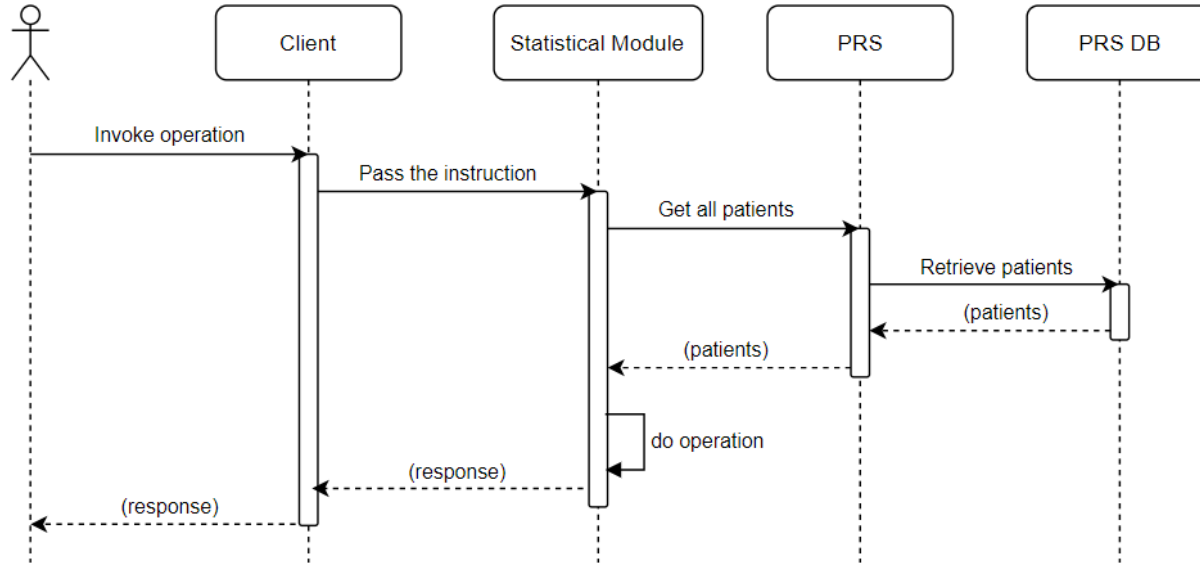 Client
Statistical Module
PRS
PRS DB
Invoke operation
Pass the instruction
Get all patients
Retrieve patients
(patients)
(patients)
do operation
(response)
(response)